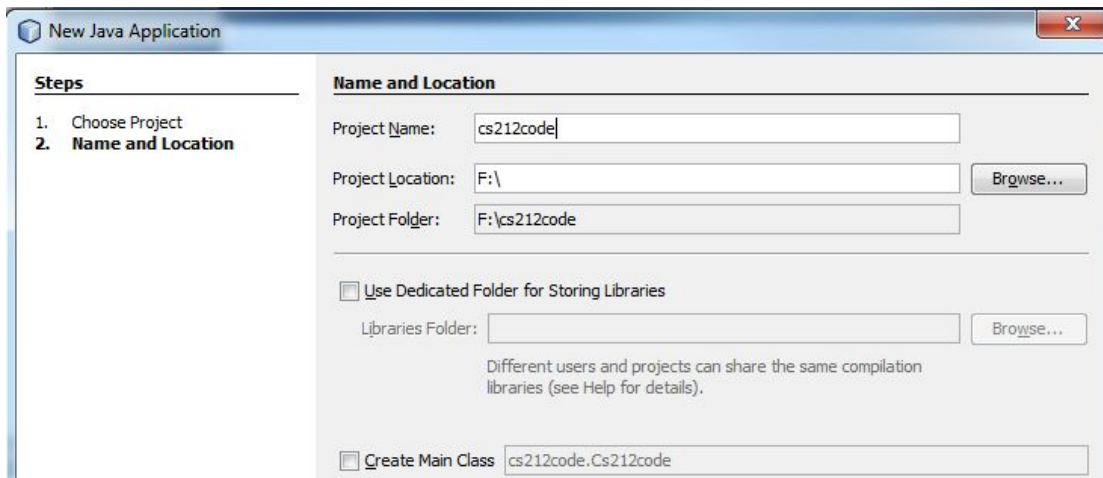 New Java Application
Steps
1. Choose Project
2. Name and Location
Name and Location
Project Name: cs212code
Project Location: F:\ Browse...
Project Folder: F:\cs212code
Use Dedicated Folder for Storing Libraries
Libraries Folder: Browse...
Different users and projects can share the same compilation
libraries (see Help for details).
Create Main Class cs212code.Cs212code